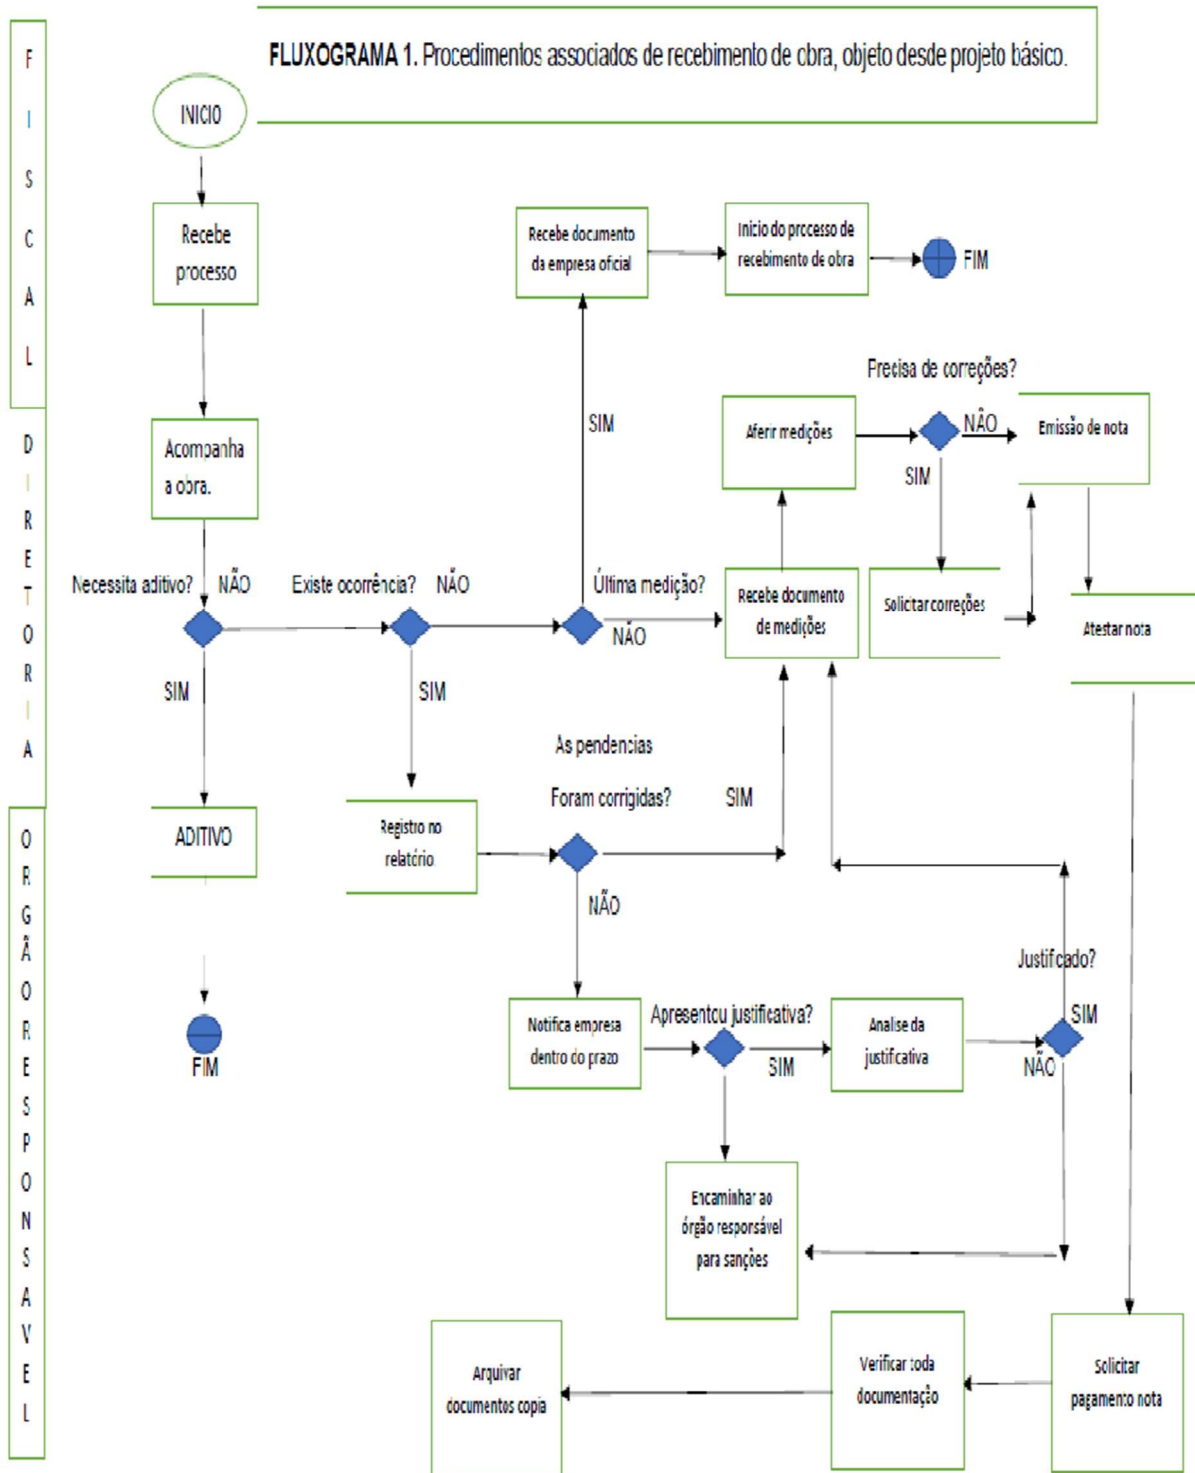 FLUXOGRAMA 1. Procedimentos associados de recebimento de obra, objeto desde projeto básico.
F
I
S
C
A
L
D
I
R
E
T
O
R
I
A
O
R
G
Ã
O
R
E
S
P
O
N
S
A
V
E
L
INICIO
Recebe
processo
Recebe documento
da empresa oficial
Inicio do processo de
recebimento de obra
FIM
SIM
Precisa de correções?
Acompanha
a obra.
Aferir medições
NÃO
Emissão de nota
SIM
Necessita aditivo?
NÃO
Existe ocorrência?
NÃO
Última medição?
NÃO
Recebe documento
de medições
Solicitar correções
Atestar nota
SIM
SIM
As pendencias
Foram corrigidas?
SIM
ADITIVO
Registro no
relatório
NÃO
Justificado?
SIM
NÃO
FIM
Notifica empresa
dentro do prazo
Apresentou justificativa?
SIM
Analise da
justificativa
Encaminhar ao
órgão responsável
para sanções
Arquivar
documentos copia
Verificar toda
documentação
Solicitar
pagamento nota